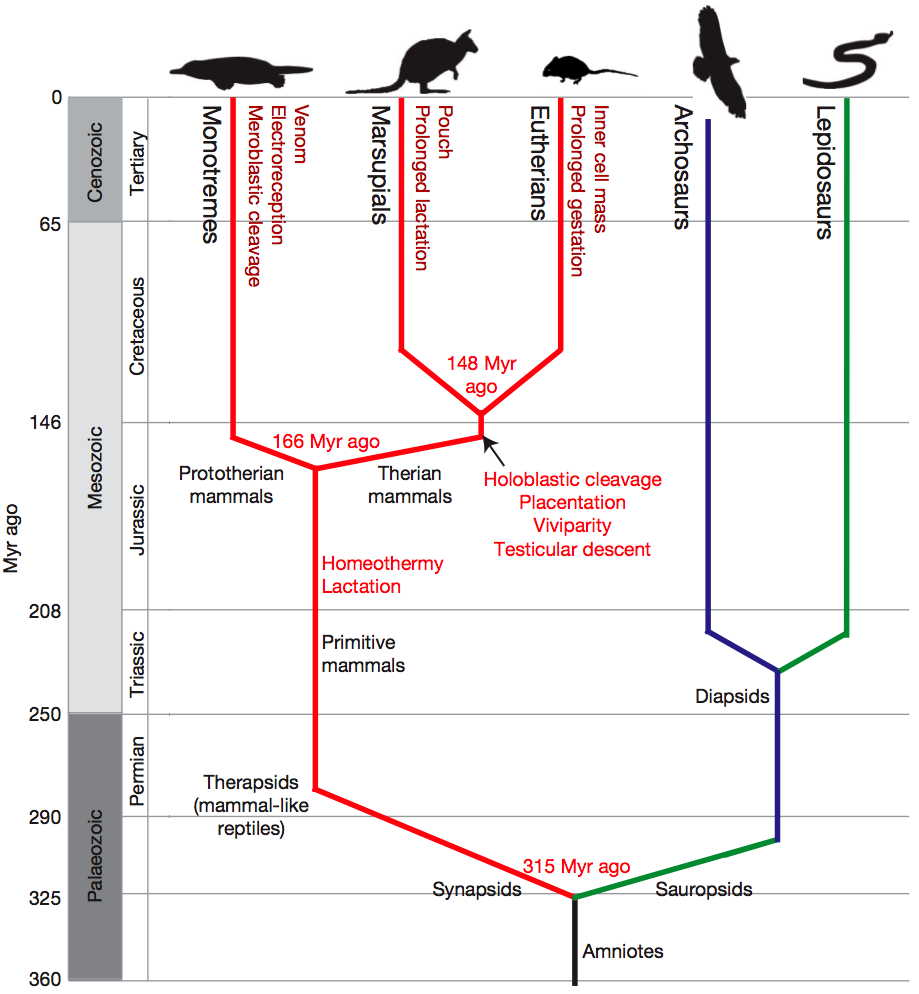 0
65
146
208
250
290
325
360
Myr ago
Cenozoic
Mesozoic
Palaeozoic
Tertiary
Cretaceous
Jurassic
Triassic
Permian
Monotremes
Venom
Electroreception
Meroblastic cleavage
Marsupials
Pouch
Prolonged lactation
Eutherians
Inner cell mass
Prolonged gestation
Archosaurs
Lepidosaurs
148 Myr
ago
166 Myr ago
Prototherian
mammals
Therian
mammals
Holoblastic cleavage
Placentation
Viviparity
Testicular descent
Homeothermy
Lactation
Primitive
mammals
Diapsids
Therapsids
(mammal-like
reptiles)
315 Myr ago
Synapsids
Sauropsids
Amniotes